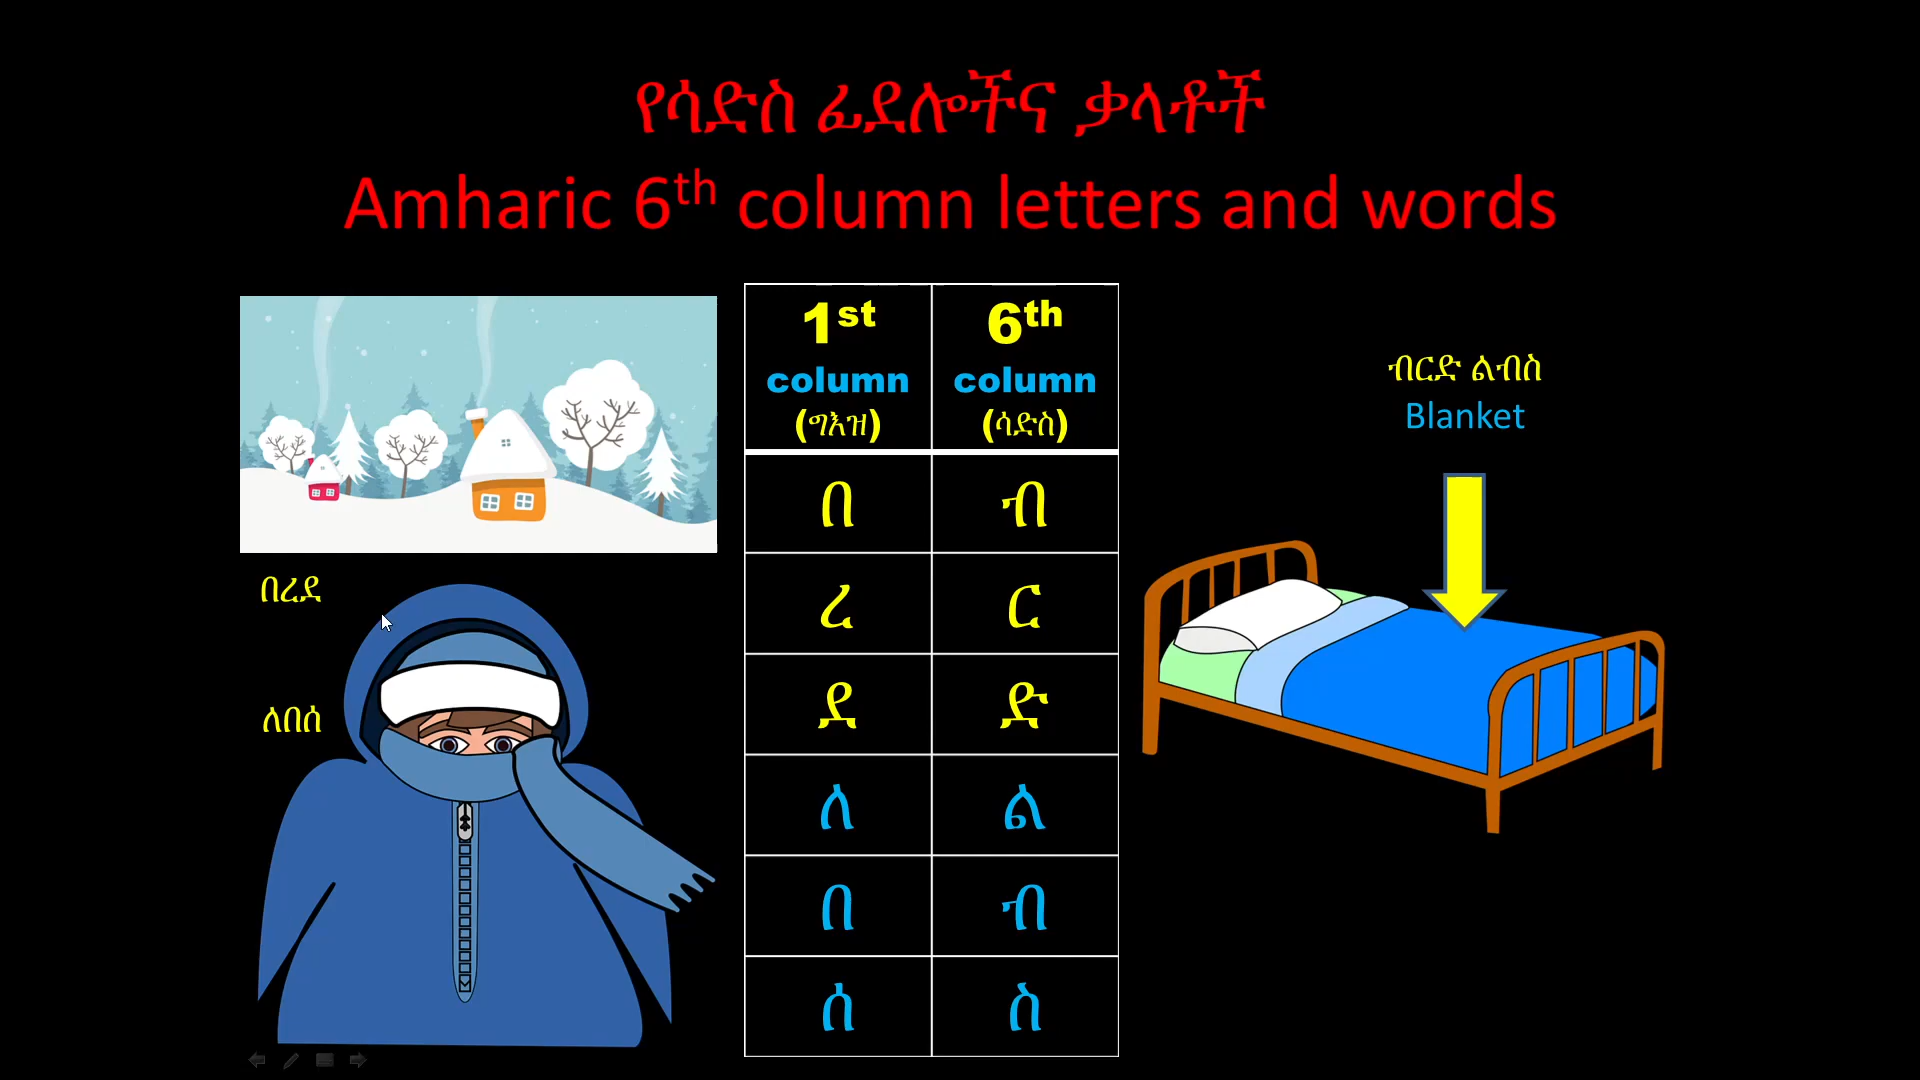 የሳድስ ፊደሎችና ቃላቶች
Amharic 6th column letters and words
1st 6th
column column
(ግእዝ) (ሳድስ)
በ ብ
ረ ር
ደ ድ
ለ ል
በ ብ
ሰ ስ
በረደ
ለበሰ
ብርድ ልብስ
Blanket